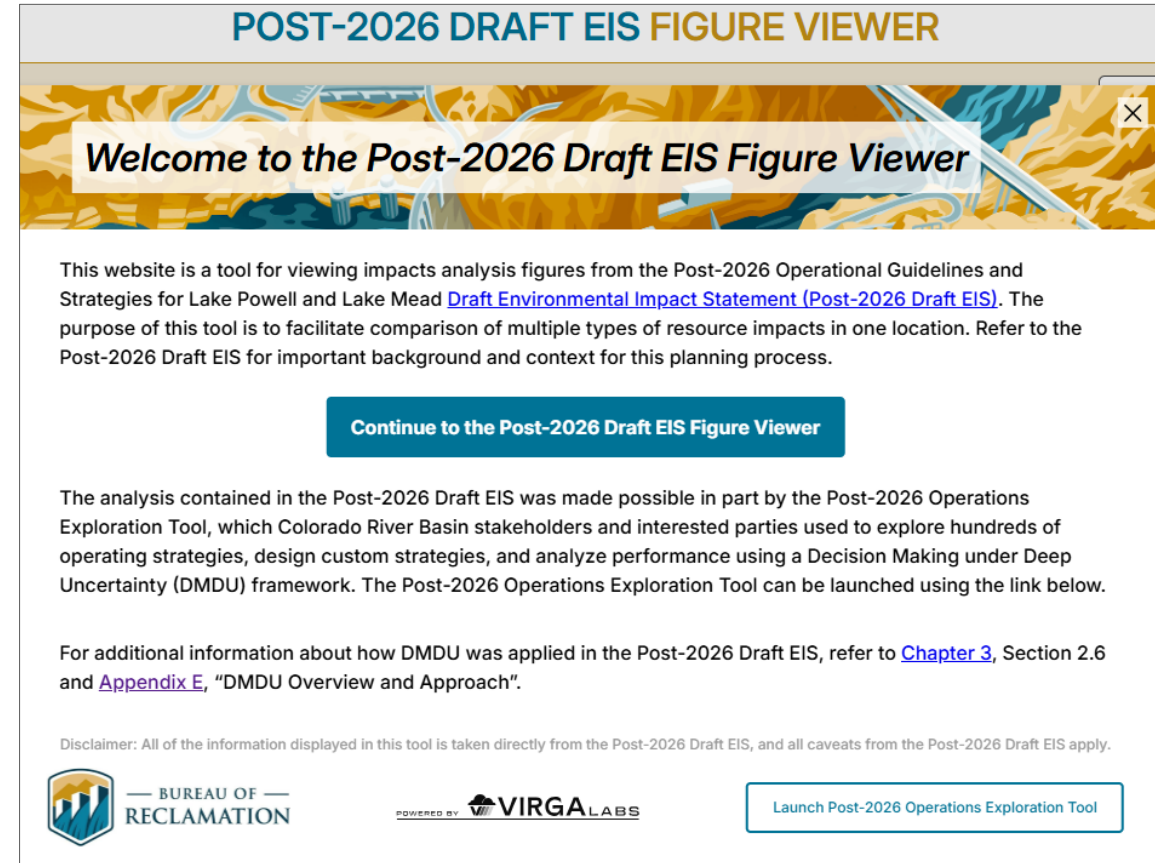 POST-2026 DRAFT EIS FIGURE VIEWER
Welcome to the Post-2026 Draft EIS Figure Viewer
This website is a tool for viewing impacts analysis figures from the Post-2026 Operational Guidelines and
Strategies for Lake Powell and Lake Mead Draft Environmental Impact Statement (Post-2026 Draft EIS). The
purpose of this tool is to facilitate comparison of multiple types of resource impacts in one location. Refer to the
Post-2026 Draft EIS for important background and context for this planning process.
Continue to the Post-2026 Draft EIS Figure Viewer
The analysis contained in the Post-2026 Draft EIS was made possible in part by the Post-2026 Operations
Exploration Tool, which Colorado River Basin stakeholders and interested parties used to explore hundreds of
operating strategies, design custom strategies, and analyze performance using a Decision Making under Deep
Uncertainty (DMDU) framework. The Post-2026 Operations Exploration Tool can be launched using the link below.
For additional information about how DMDU was applied in the Post-2026 Draft EIS, refer to Chapter 3, Section 2.6
and Appendix E, “DMDU Overview and Approach”.
Disclaimer: All of the information displayed in this tool is taken directly from the Post-2026 Draft EIS, and all caveats from the Post-2026 Draft EIS apply.
BUREAU OF
RECLAMATION
POWERED BY VIRGA LABS
Launch Post-2026 Operations Exploration Tool